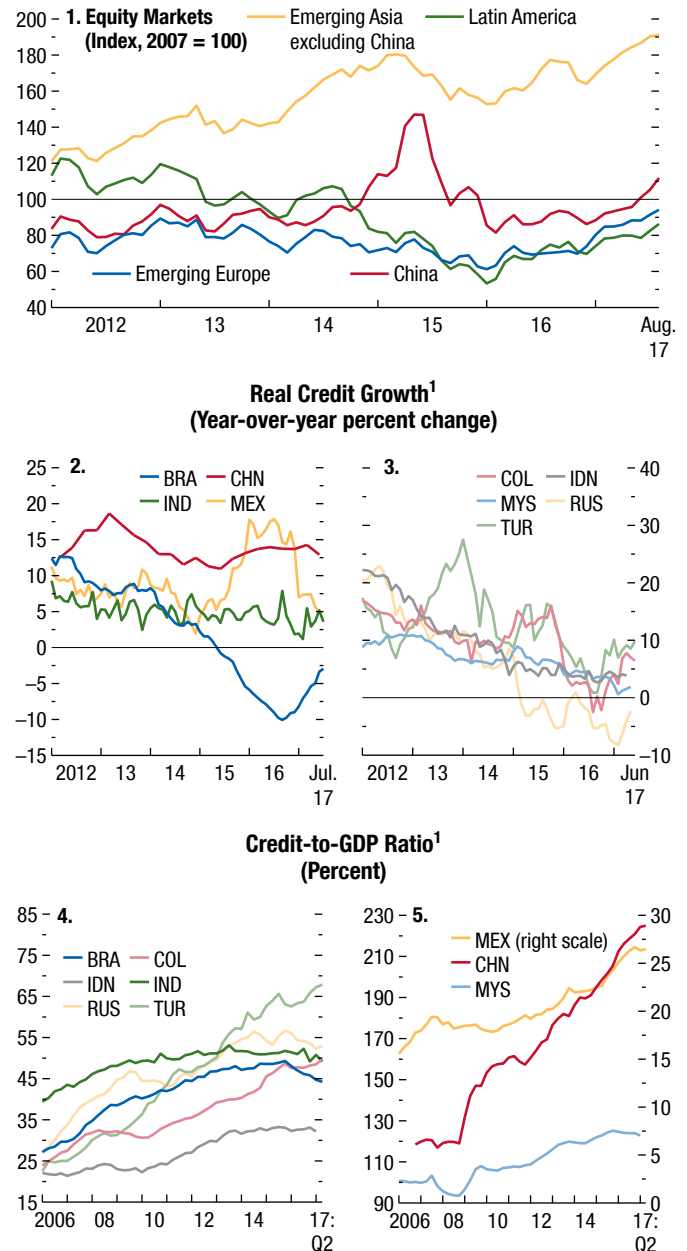 1. Equity Markets
(Index, 2007 = 100)
Emerging Asia
excluding China
Latin America
200
180
160
140
120
100
80
60
40
Emerging Europe
China
2012
13
14
15
16
Aug.
17
Real Credit Growth¹
(Year-over-year percent change)
2.
BRA
CHN
IND
MEX
25
20
15
10
5
0
–5
–10
–15
2012
13
14
15
16
Jul.
17
3.
COL
IDN
MYS
RUS
TUR
40
30
20
10
0
–10
2012
13
14
15
16
Jun
17
Credit-to-GDP Ratio¹
(Percent)
4.
BRA
COL
IDN
IND
RUS
TUR
85
75
65
55
45
35
25
15
2006
08
10
12
14
17:
Q2
5.
MEX (right scale)
CHN
MYS
230
210
190
170
150
130
110
90
30
25
20
15
10
5
0
2006
08
10
12
14
17:
Q2